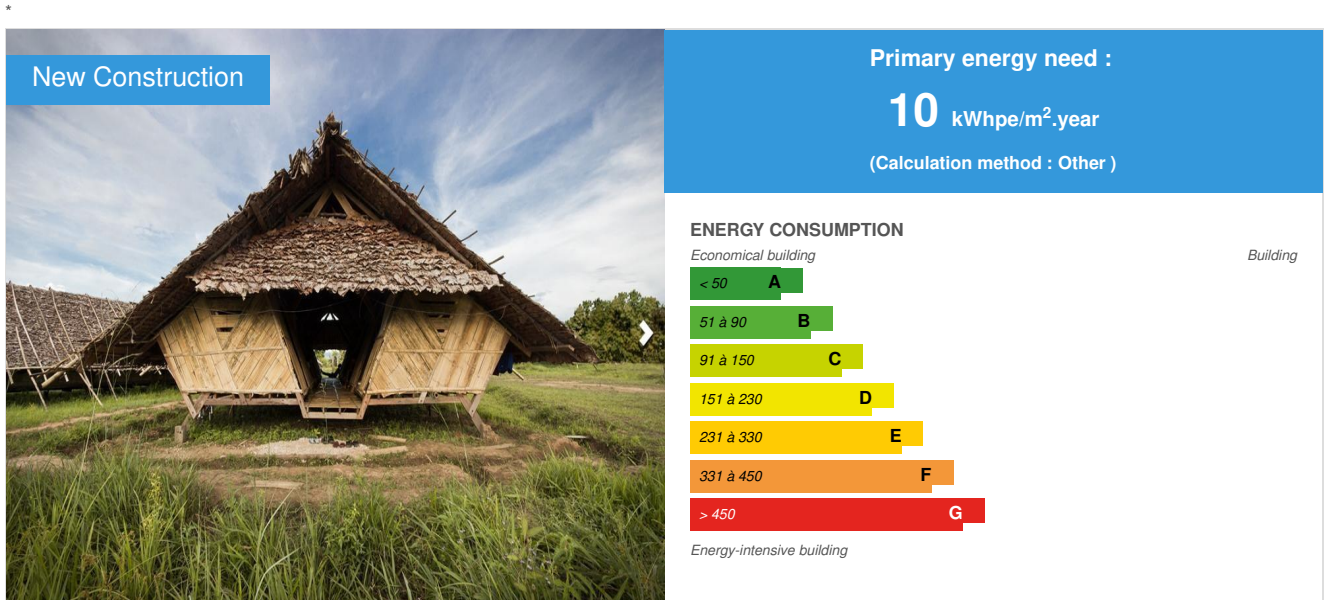 *
New Construction
Primary energy need :
10 kWhpe/m².year
(Calculation method : Other )
ENERGY CONSUMPTION
Economical building Building
< 50 A
51 à 90 B
91 à 150 C
151 à 230 D
231 à 330 E
331 à 450 F
> 450 G
Energy-intensive building